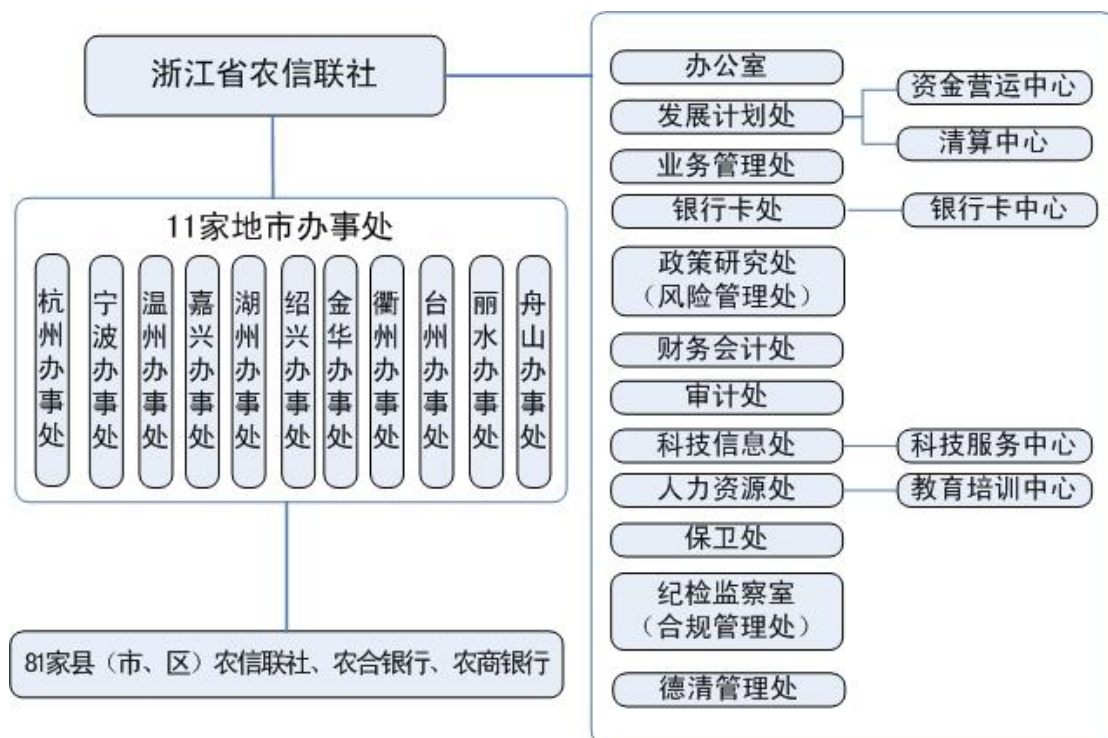 浙江省农信联社
11家地市办事处
杭州办事处
宁波办事处
温州办事处
嘉兴办事处
湖州办事处
绍兴办事处
金华办事处
衢州办事处
台州办事处
丽水办事处
舟山办事处
81家县（市、区）农信联社、农合银行、农商银行
办公室
发展计划处
资金营运中心
清算中心
业务管理处
银行卡处
银行卡中心
政策研究处
（风险管理处）
财务会计处
审计处
科技信息处
科技服务中心
人力资源处
教育培训中心
保卫处
纪检监察室
（合规管理处）
德清管理处